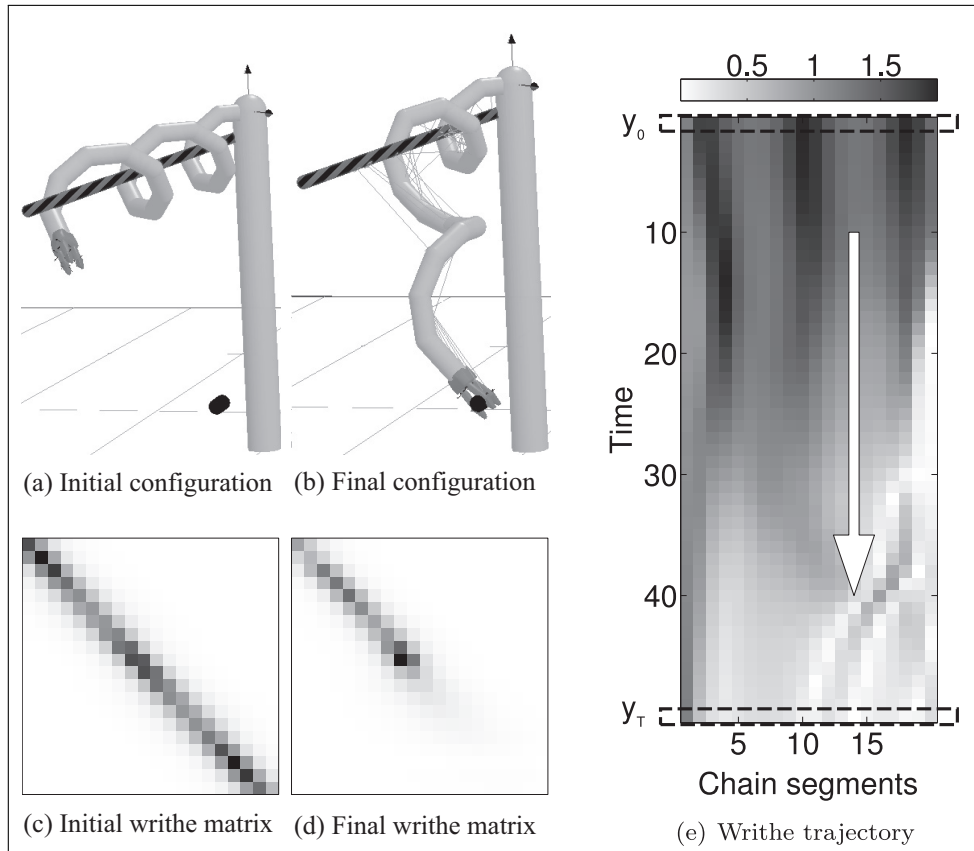 (a) Initial configuration
(b) Final configuration
(c) Initial writhe matrix
(d) Final writhe matrix
0.5 1 1.5
y0
10
20
30
40
Time
yT
5 10 15
Chain segments
(e) Writhe trajectory